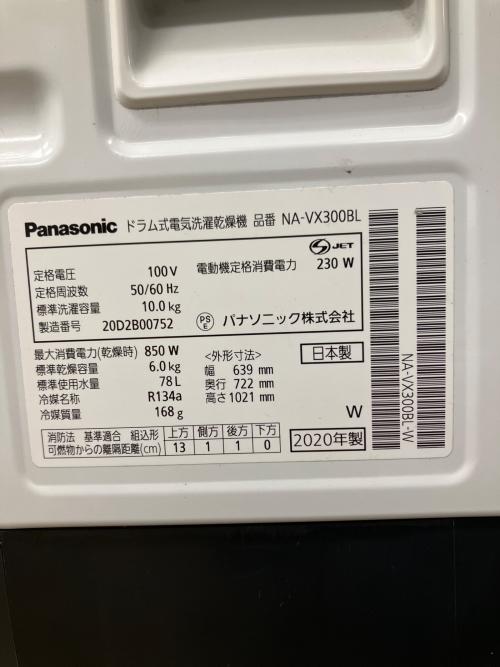 Panasonic ドラム式電気洗濯乾燥機 品番 NA-VX300BL
S JET
定格電圧 100V 電動機定格消費電力 230 W
定格周波数 50/60 Hz
標準洗濯容量 10.0kg
製造番号 20D2B00752 PSE パナソニック株式会社
最大消費電力(乾燥時) 850 W <外形寸法> 日本製
標準乾燥容量 6.0kg 幅 639 mm
標準使用水量 78L 奥行 722 mm
冷媒名称 R134a 高さ1021 mm
冷媒質量 168g W
消防法 基準適合 組込形 上方 側方 後方 下方 2020年製
可燃物からの離隔距離(cm) 13 1 1 0
NA-VX300BL-W